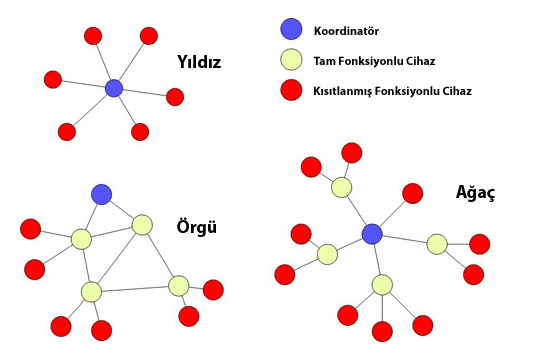 Yıldız
Koordinatör
Tam Fonksiyonlu Cihaz
Kısıtlanmış Fonksiyonlu Cihaz
Örgü
Ağaç